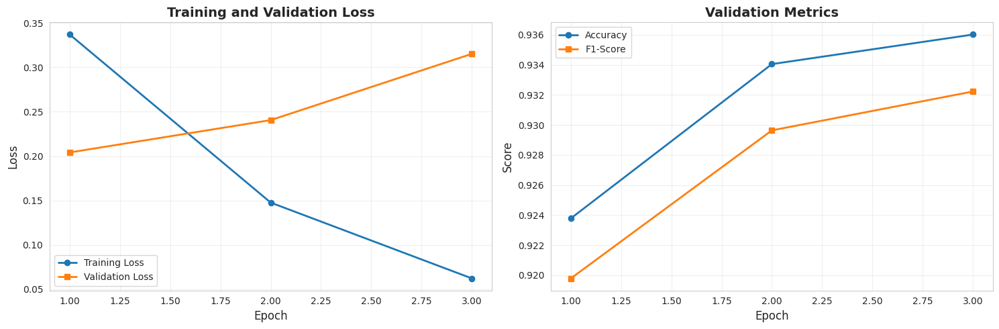 Training and Validation Loss
0.35
0.30
0.25
0.20
0.15
0.10
0.05
Loss
Training Loss
Validation Loss
1.00 1.25 1.50 1.75 2.00 2.25 2.50 2.75 3.00
Epoch
Validation Metrics
Accuracy
F1-Score
0.936
0.934
0.932
0.930
0.928
0.926
0.924
0.922
0.920
Score
1.00 1.25 1.50 1.75 2.00 2.25 2.50 2.75 3.00
Epoch